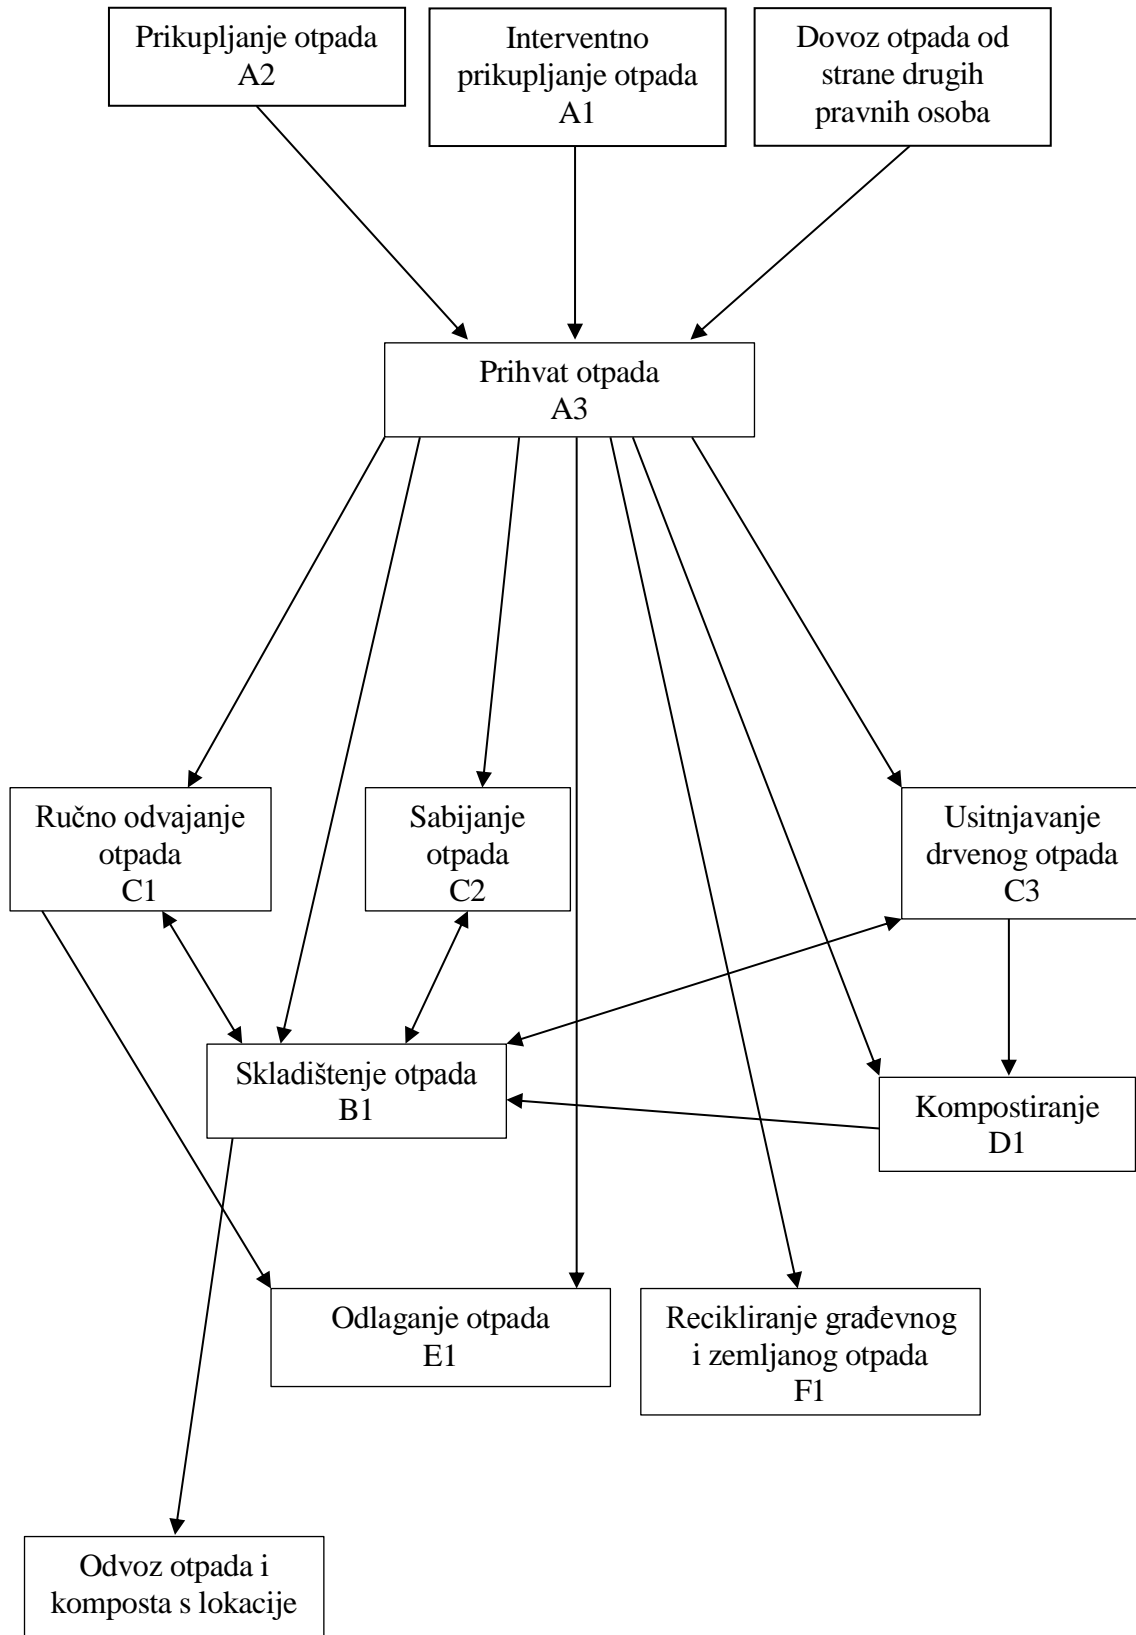 Prikupljanje otpada
A2
Interventno
prikupljanje otpada
A1
Dovoz otpada od
strane drugih
pravnih osoba
Prihvat otpada
A3
Ručno odvajanje
otpada
C1
Sabijanje
otpada
C2
Usitnjavanje
drvenog otpada
C3
Skladištenje otpada
B1
Kompostiranje
D1
Odlaganje otpada
E1
Recikliranje građevnog
i zemljanog otpada
F1
Odvoz otpada i
komposta s lokacije